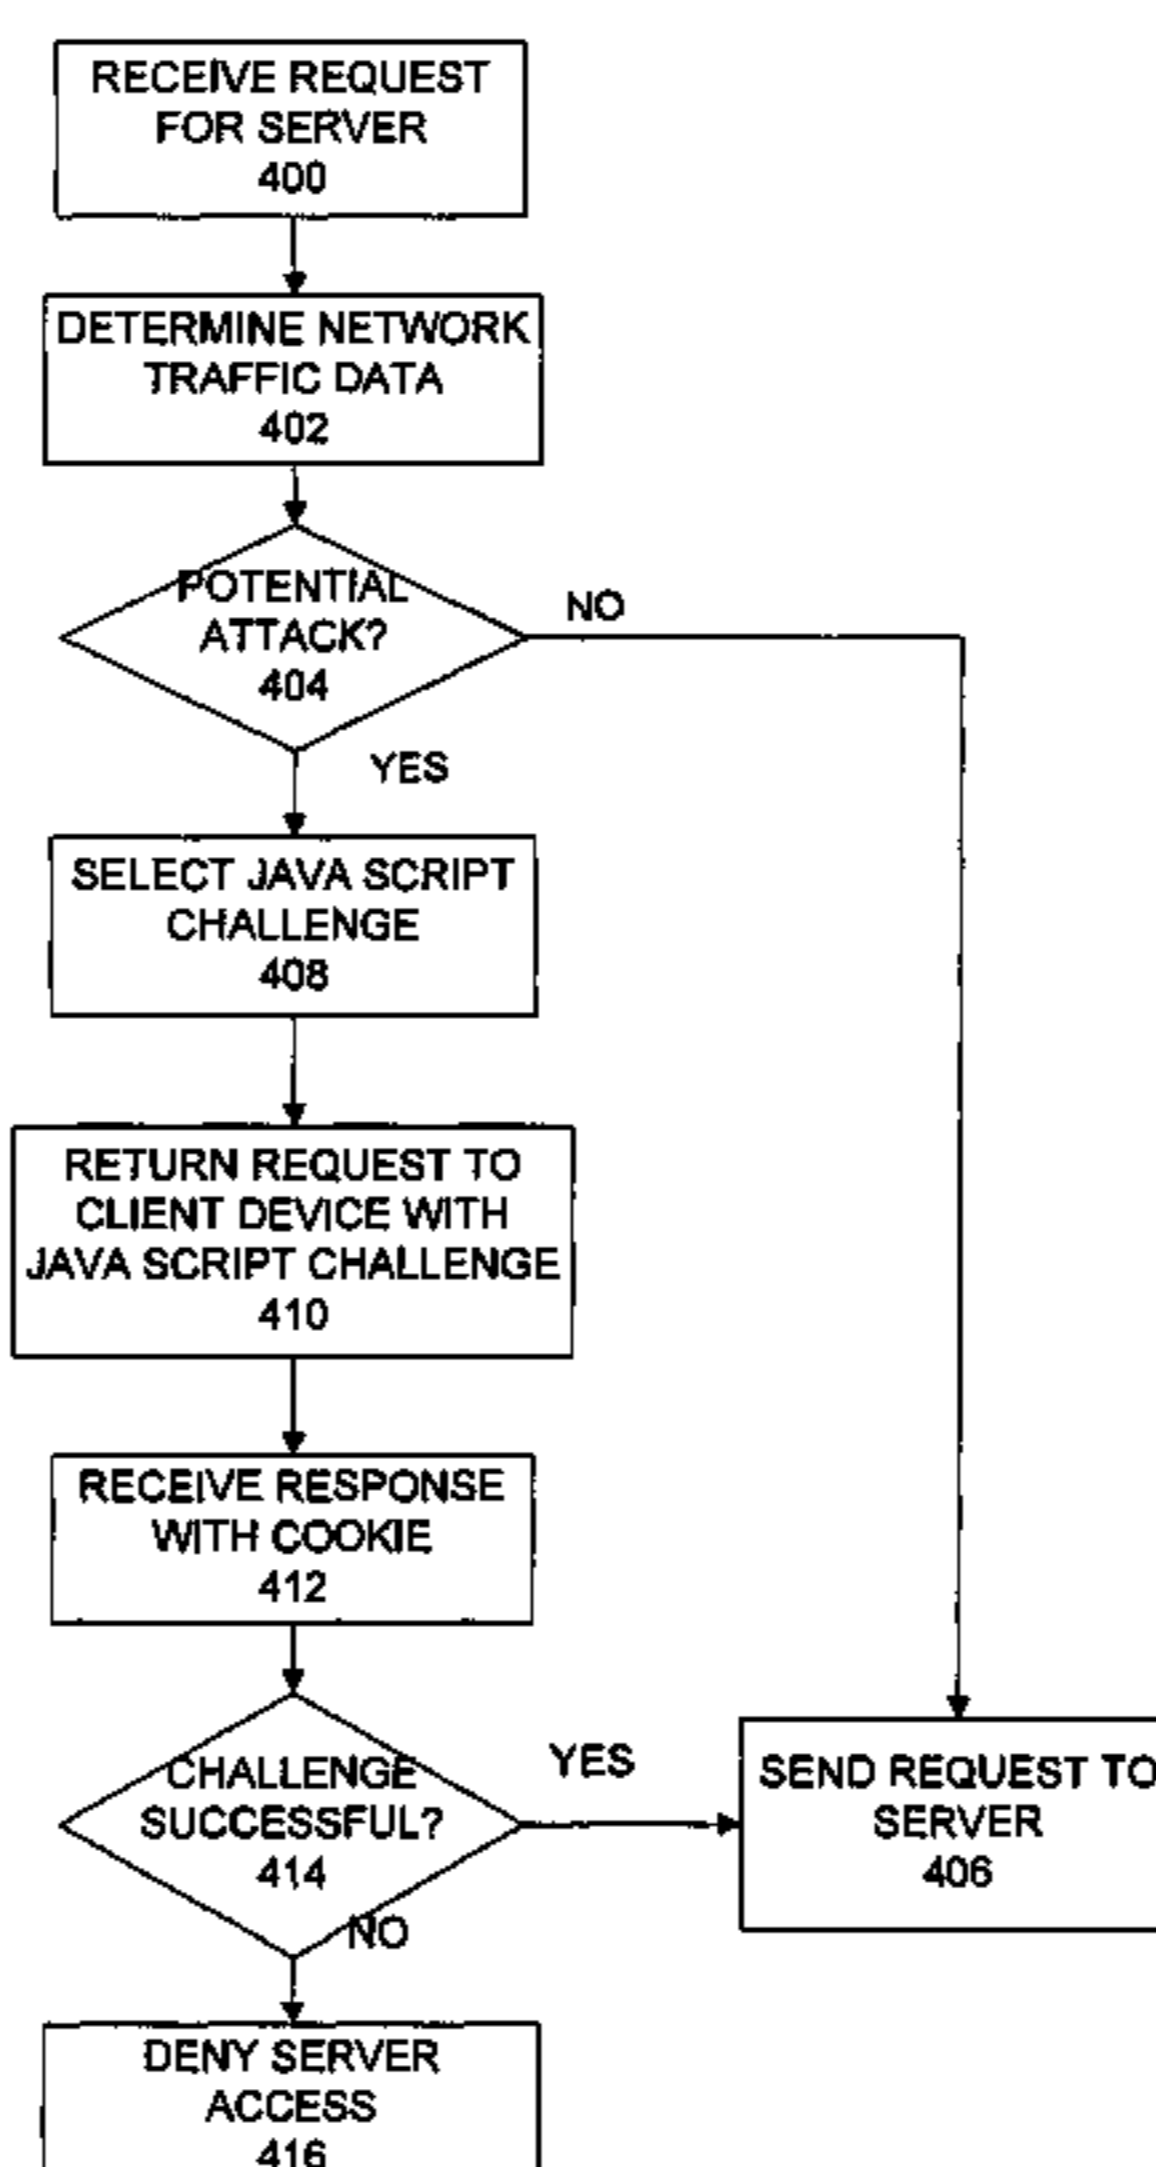 RECEIVE REQUEST
FOR SERVER
400
DETERMINE NETWORK
TRAFFIC DATA
402
POTENTIAL
ATTACK?
404
NO
YES
SELECT JAVA SCRIPT
CHALLENGE
408
RETURN REQUEST TO
CLIENT DEVICE WITH
JAVA SCRIPT CHALLENGE
410
RECEIVE RESPONSE
WITH COOKIE
412
CHALLENGE
SUCCESSFUL?
414
YES
NO
SEND REQUEST TO
SERVER
406
DENY SERVER
ACCESS
416